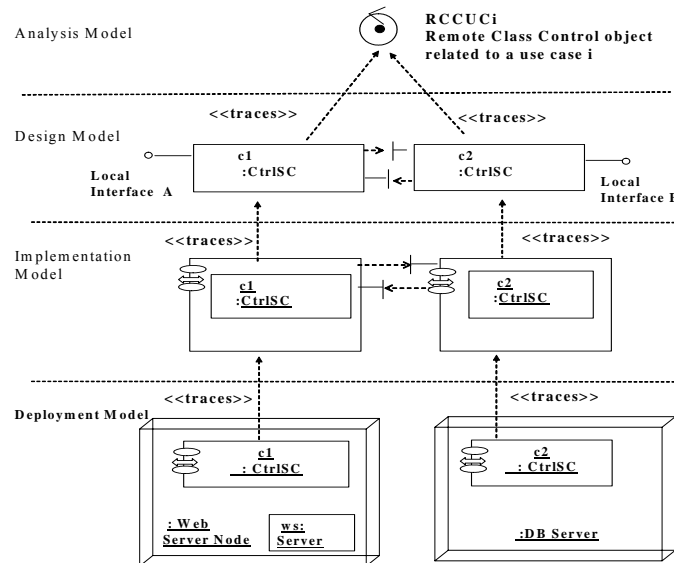 Analysis Model
RCCUCi
Remote Class Control object
related to a use case i
<<traces>>
<<traces>>
Design Model
c1
:CtrlSC
c2
:CtrlSC
Local
Interface A
Local
Interface
<<traces>>
<<traces>>
Implementation
Model
c1
:CtrlSC
c2
:CtrlSC
<<traces>>
<<traces>>
Deployment Model
c1
: CtrlSC
c2
: CtrlSC
: Web
Server Node
ws:
Server
:DB Server